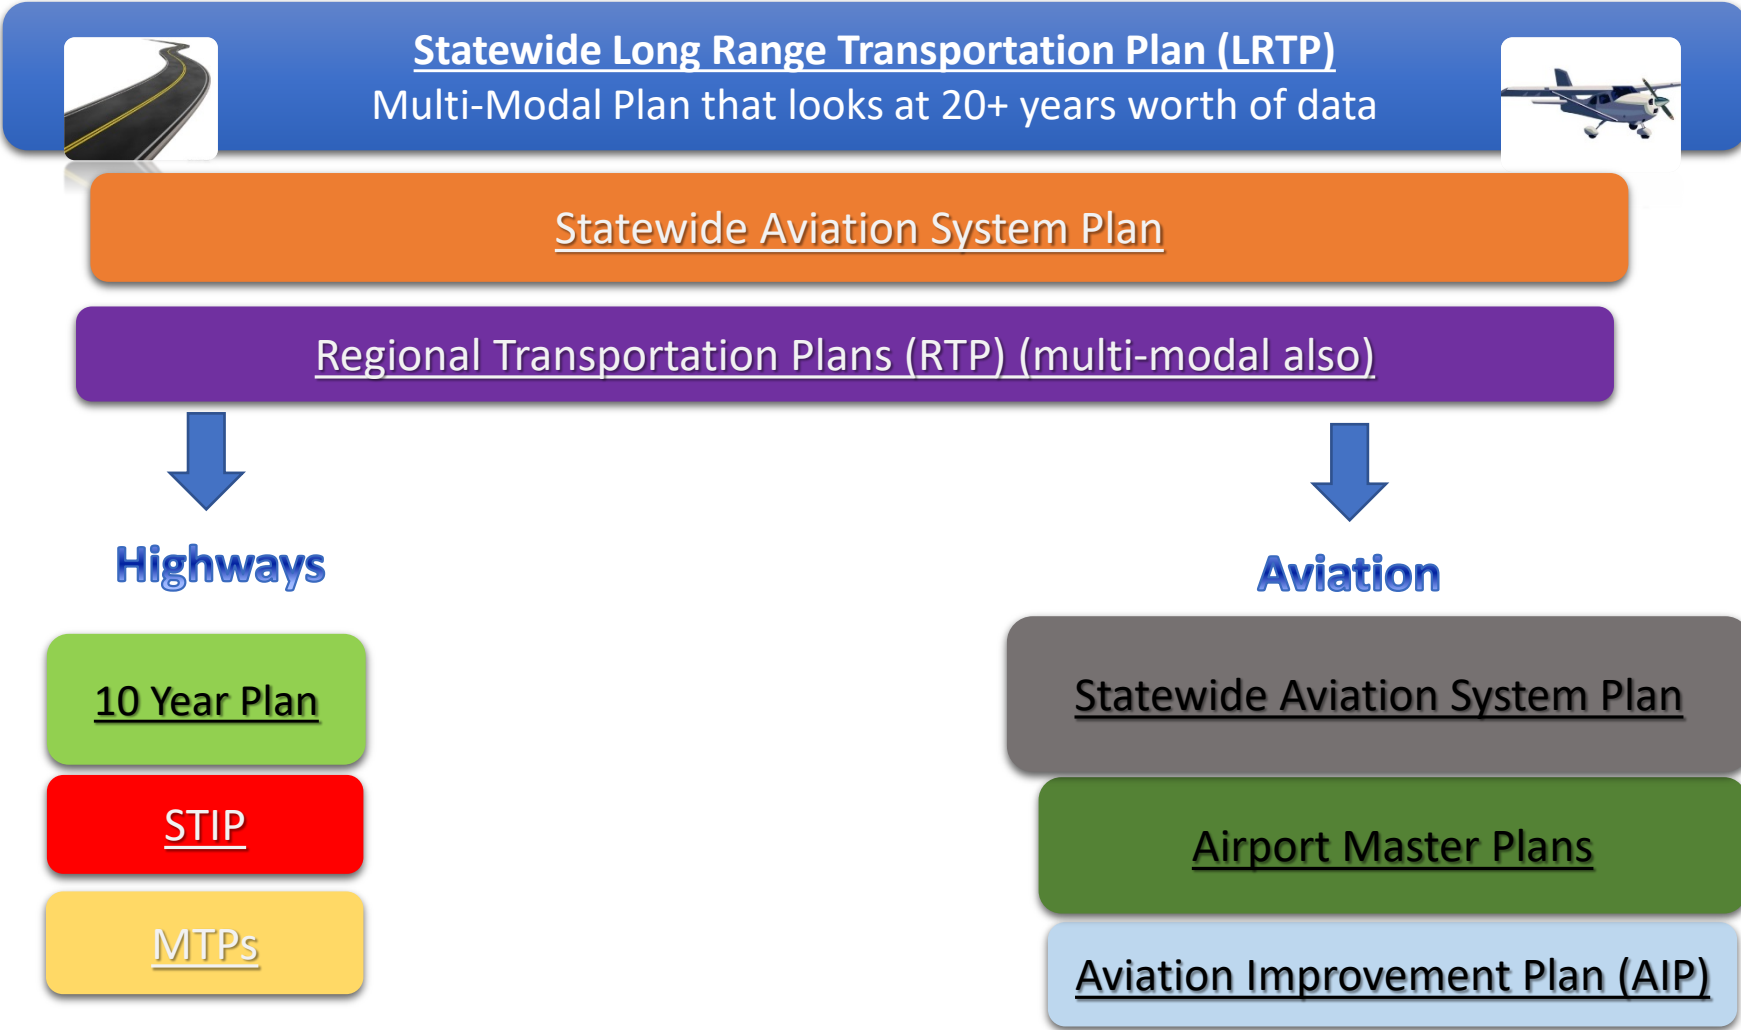 Statewide Long Range Transportation Plan (LRTP)
Multi-Modal Plan that looks at 20+ years worth of data
Statewide Aviation System Plan
Regional Transportation Plans (RTP) (multi-modal also)
Highways
10 Year Plan
STIP
MTPs
Aviation
Statewide Aviation System Plan
Airport Master Plans
Aviation Improvement Plan (AIP)